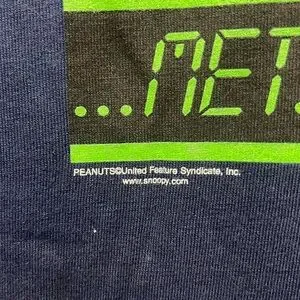 ...MET.
PEANUTS©United Feature Syndicate, Inc.
www.snoopy.com